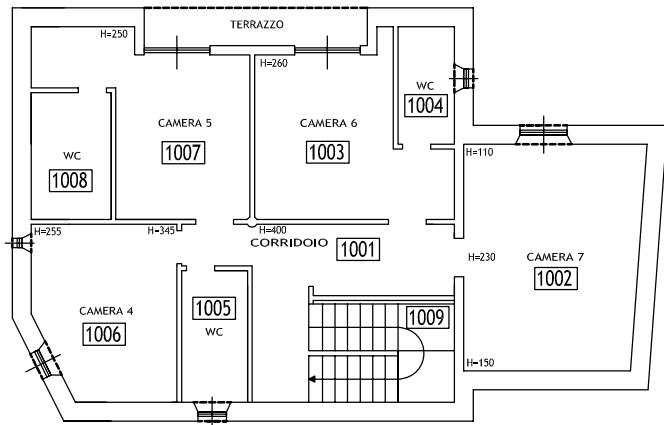 TERRAZZO
H=250
H=260
WC
1004
CAMERA 5
CAMERA 6
1007
1003
WC
1008
H=110
H=255
H=345
H=400
CORRIDOIO
1001
H=230
CAMERA 7
1002
CAMERA 4
1006
1005
WC
1009
H=150